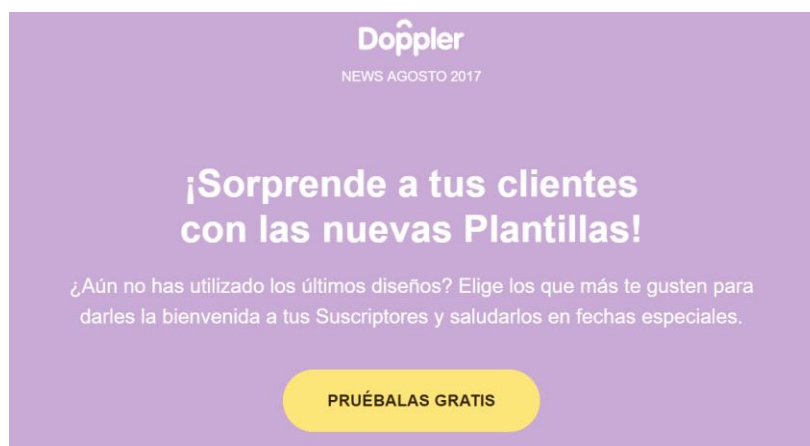 Doppler
NEWS AGOSTO 2017
¡Sorprende a tus clientes
con las nuevas Plantillas!
¿Aún no has utilizado los últimos diseños? Elige los que más te gusten para
darles la bienvenida a tus Suscriptores y saludarlos en fechas especiales.
PRUÉBALAS GRATIS